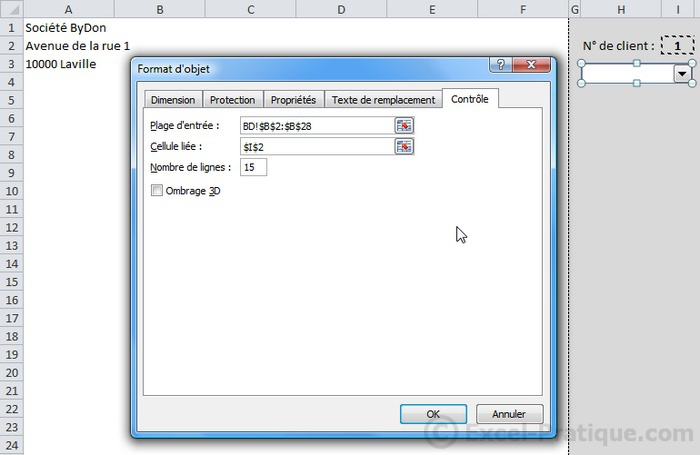 A B C D E F G H I
1 Société ByDon
2 Avenue de la rue 1 N° de client : 1
3 10000 Laville
4
5
6
7
8
9
10
11
12
13
14
15
16
17
18
19
20
21
22
23
24
Format d'objet ?
Dimension Protection Propriétés Texte de remplacement Contrôle
Plage d'entrée : BD!$B$2:$B$28
Cellule liée : $I$2
Nombre de lignes : 15
Ombrage 3D
OK Annuler
© Excel-Pratique.com